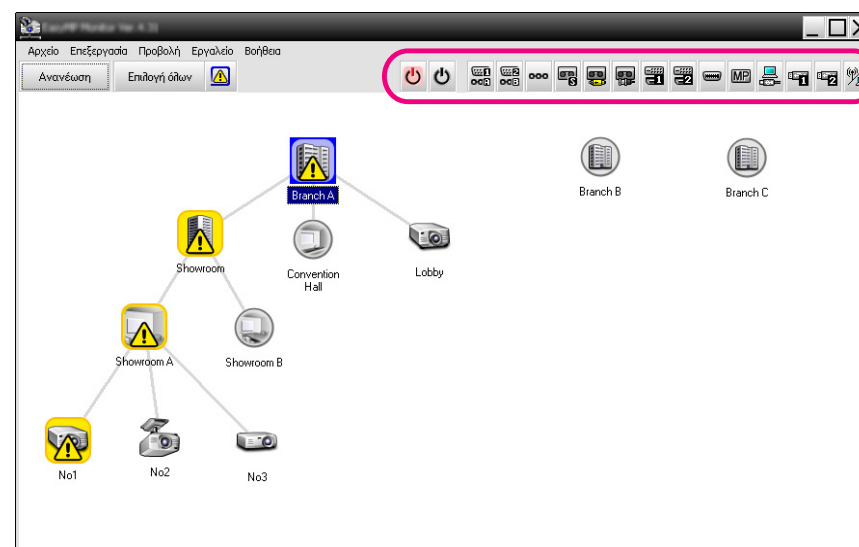 EasyMP Monitor Ver. 4.31
Αρχείο Επεξεργασία Προβολή Εργαλείο Βοήθεια
Ανανέωση Επιλογή όλων
MP
Branch A
Branch B
Branch C
Showroom
Convention
Hall
Lobby
Showroom A
Showroom B
No1
No2
No3